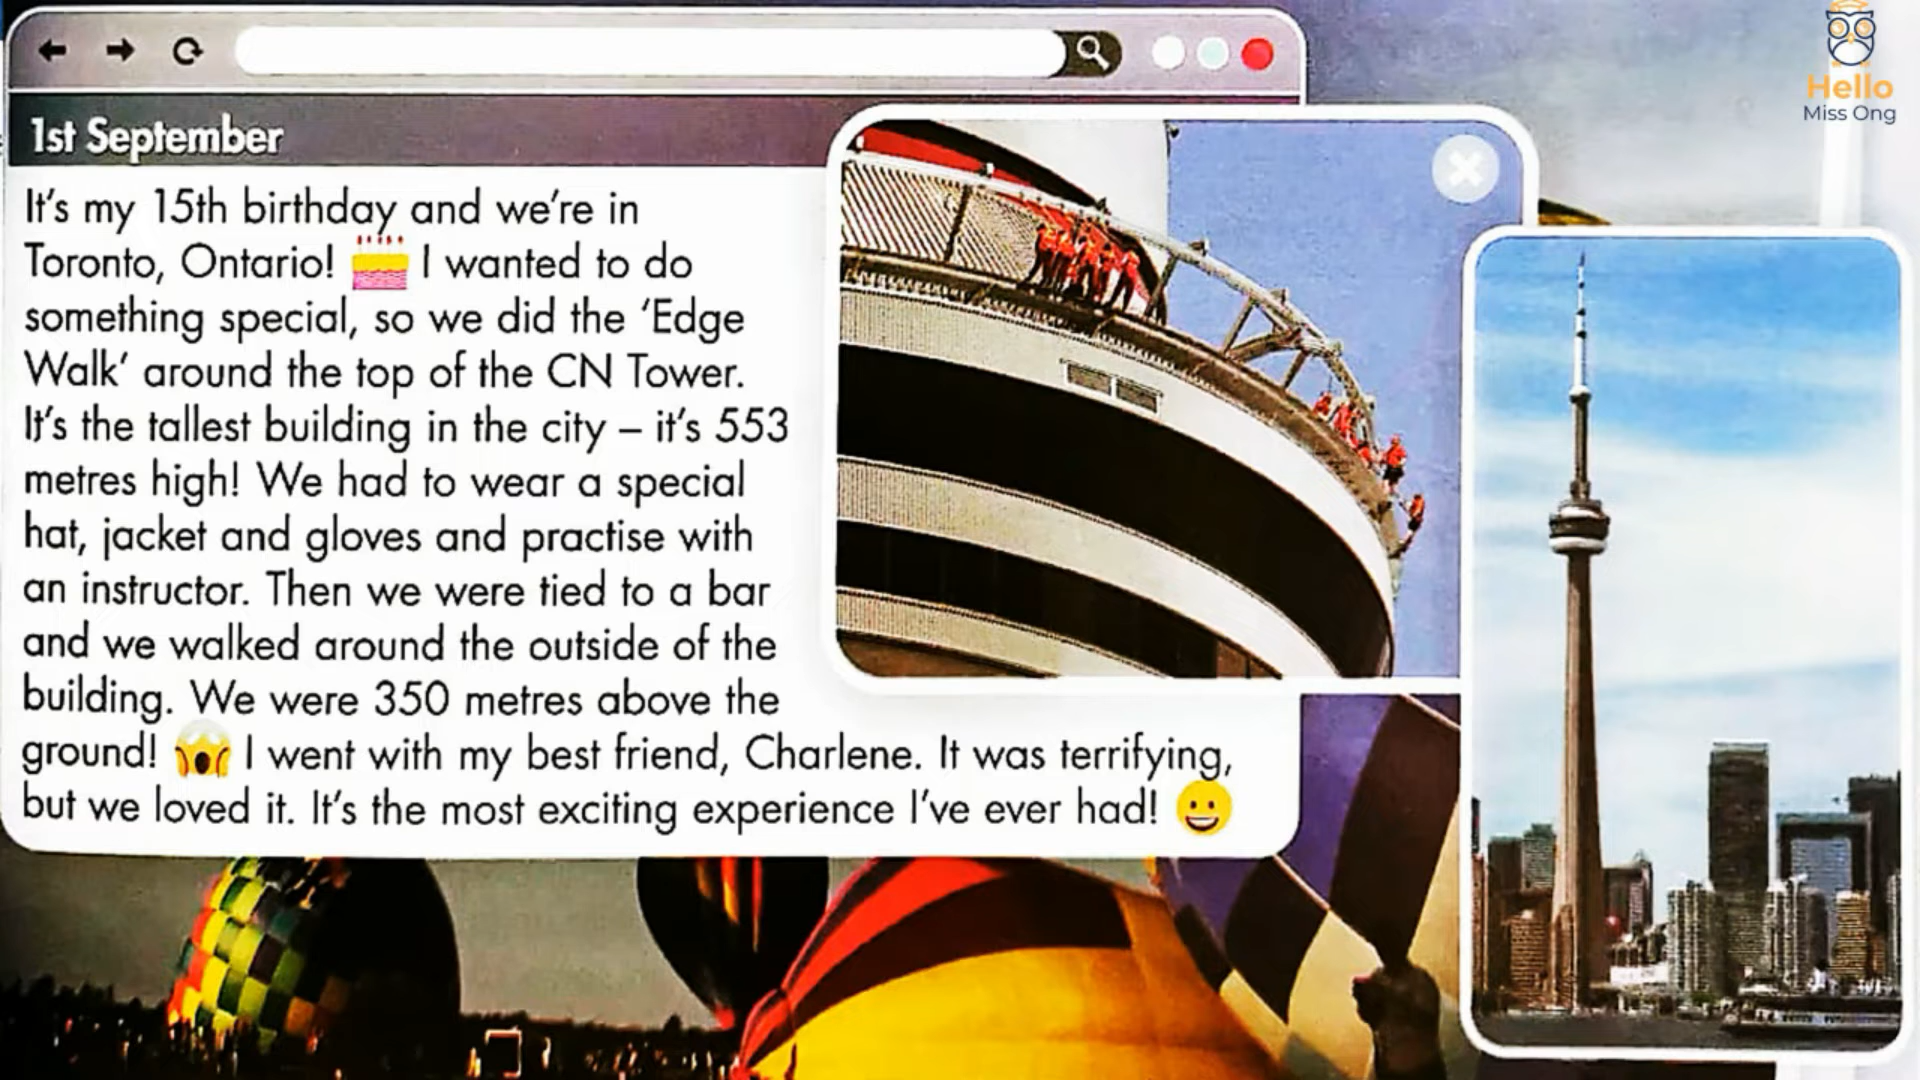 Hello
Miss Ong
1st September
It's my 15th birthday and we're in
Toronto, Ontario! I wanted to do
something special, so we did the 'Edge
Walk' around the top of the CN Tower.
It's the tallest building in the city – it's 553
metres high! We had to wear a special
hat, jacket and gloves and practise with
an instructor. Then we were tied to a bar
and we walked around the outside of the
building. We were 350 metres above the
ground! I went with my best friend, Charlene. It was terrifying,
but we loved it. It's the most exciting experience I've ever had!